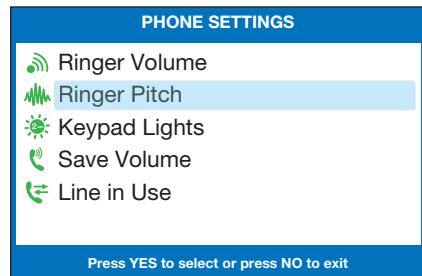 PHONE SETTINGS
Ringer Volume
Ringer Pitch
Keypad Lights
Save Volume
Line in Use
Press YES to select or press NO to exit